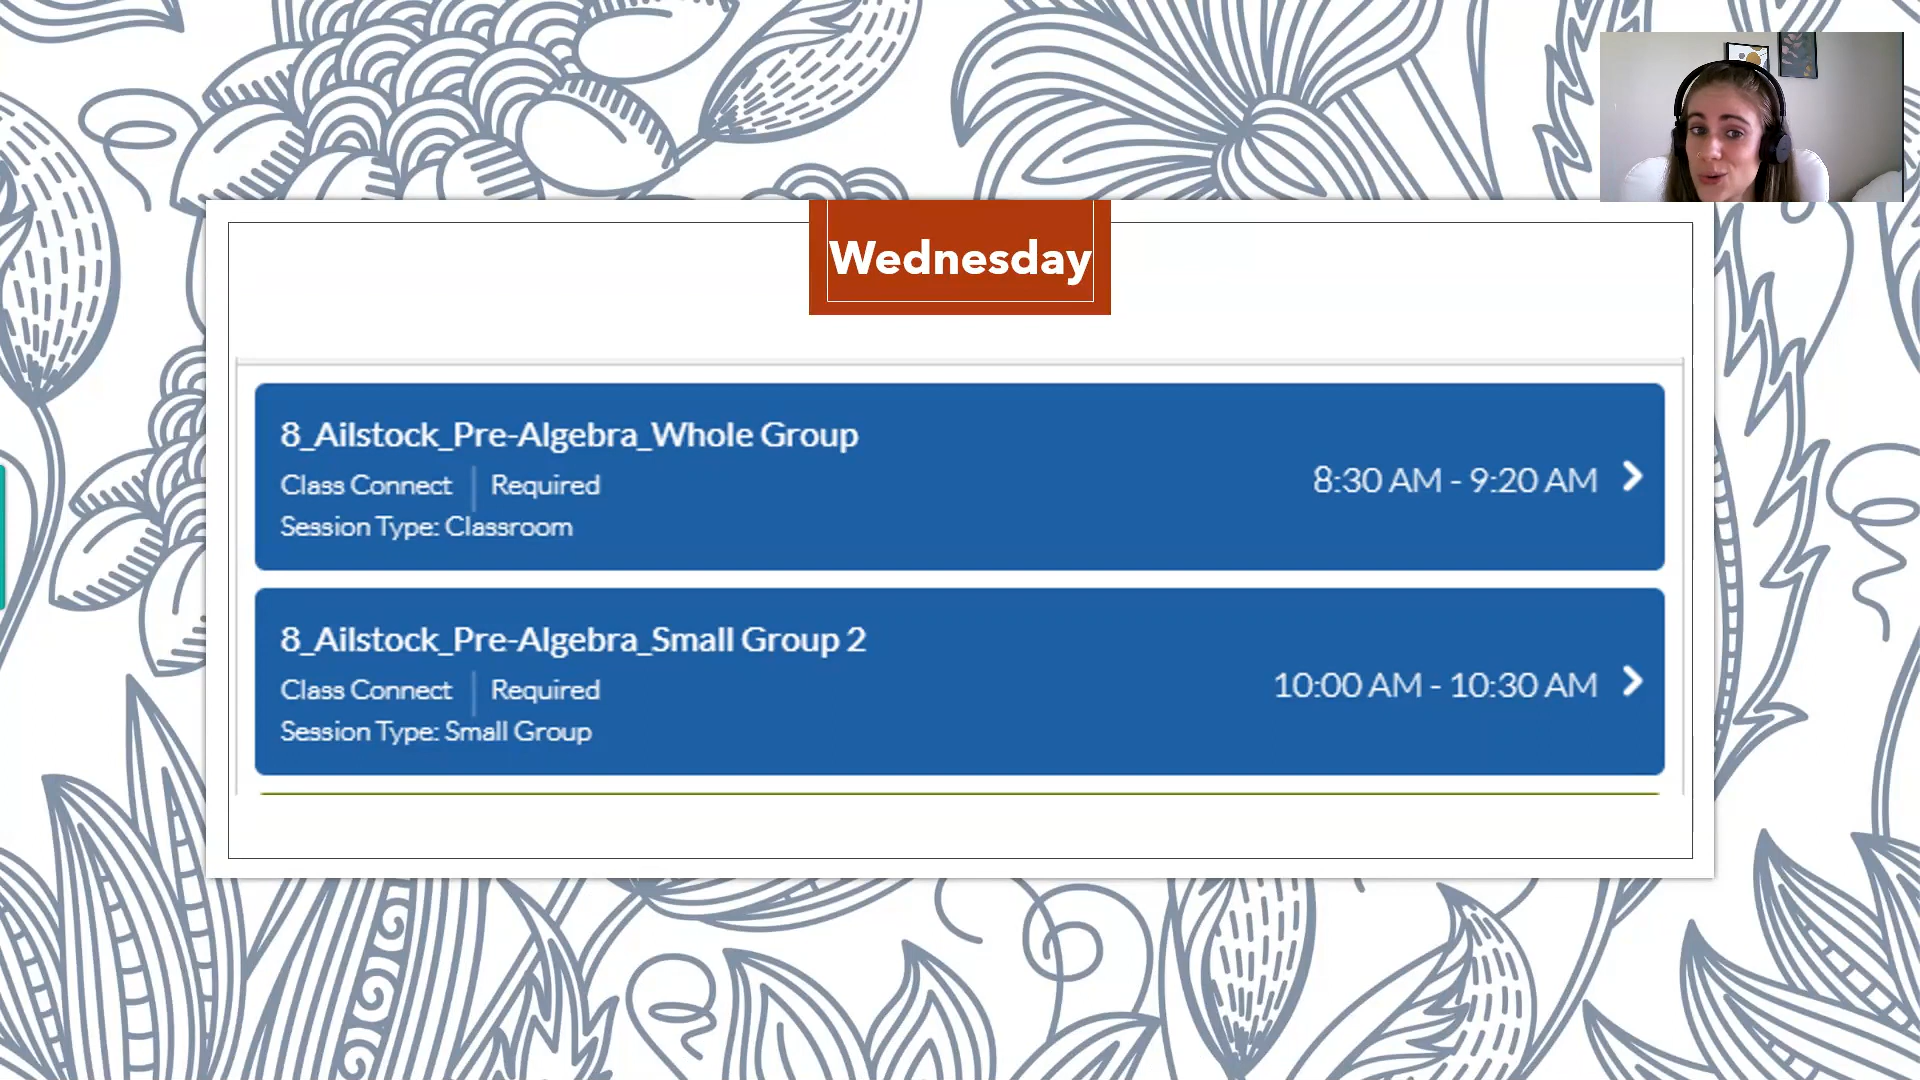 Wednesday
8_Ailstock_Pre-Algebra_Whole Group
Class Connect Required
Session Type: Classroom
8:30 AM - 9:20 AM
8_Ailstock_Pre-Algebra_Small Group 2
Class Connect Required
Session Type: Small Group
10:00 AM - 10:30 AM